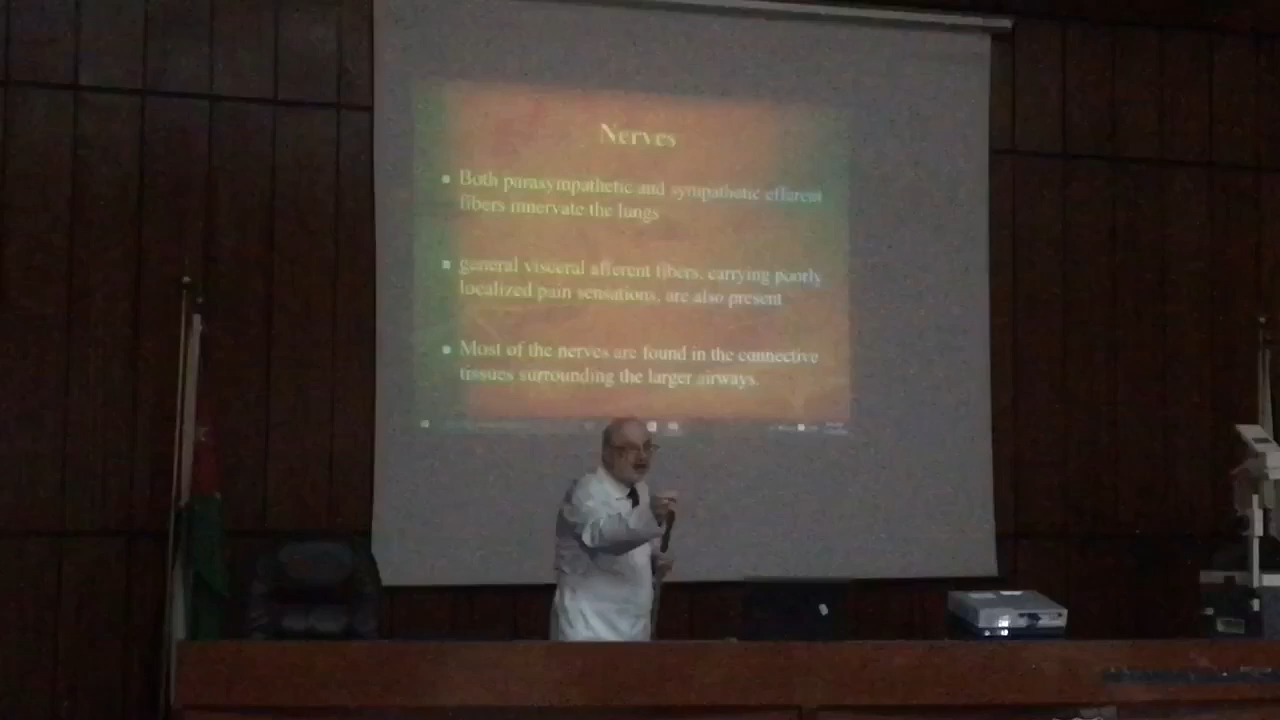 Nerves
Both parasympathetic and sympathetic efferent
fibers innervate the lungs
general visceral afferent fibers, carrying poorly
localized pain sensations, are also present
Most of the nerves are found in the connective
tissues surrounding the larger airways.